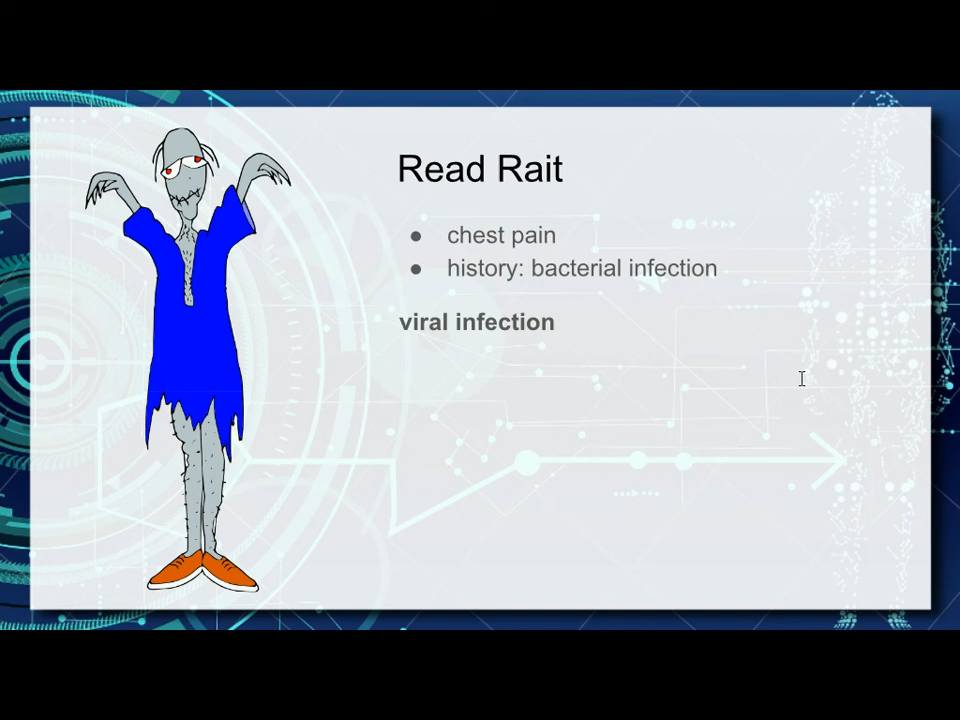 Read Rait
● chest pain
● history: bacterial infection
viral infection